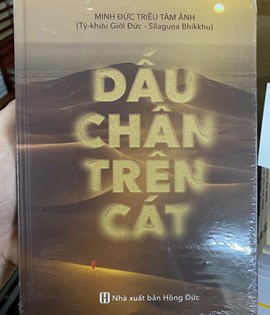 MINH ĐỨC TRIỀU TÂM ẢNH
(Tỳ-khưu Giới Đức - Sīlaguṇa Bhikkhu)
DẤU
CHÂN
TRÊN
CÁT
Nhà xuất bản Hồng Đức